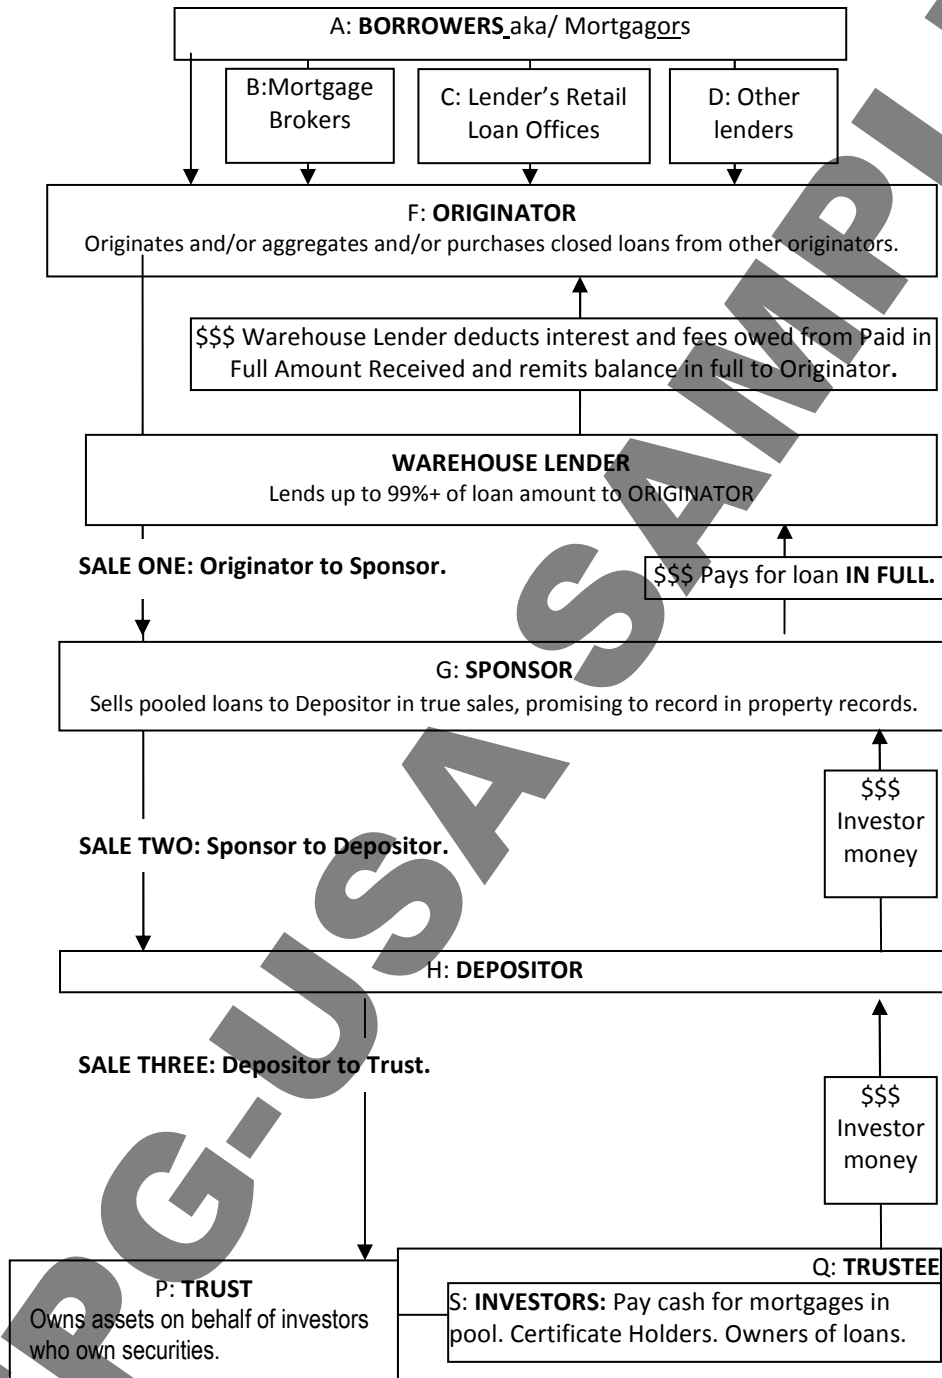 A: BORROWERS aka/ Mortgagors
B:Mortgage
Brokers
C: Lender’s Retail
Loan Offices
D: Other
lenders
F: ORIGINATOR
Originates and/or aggregates and/or purchases closed loans from other originators.
$$$ Warehouse Lender deducts interest and fees owed from Paid in
Full Amount Received and remits balance in full to Originator.
WAREHOUSE LENDER
Lends up to 99%+ of loan amount to ORIGINATOR
SALE ONE: Originator to Sponsor.
$$$ Pays for loan IN FULL.
G: SPONSOR
Sells pooled loans to Depositor in true sales, promising to record in property records.
$$$
Investor
money
SALE TWO: Sponsor to Depositor.
H: DEPOSITOR
SALE THREE: Depositor to Trust.
$$$
Investor
money
P: TRUST
Owns assets on behalf of investors
who own securities.
Q: TRUSTEE
S: INVESTORS: Pay cash for mortgages in
pool. Certificate Holders. Owners of loans.
PG-USA SAMPL